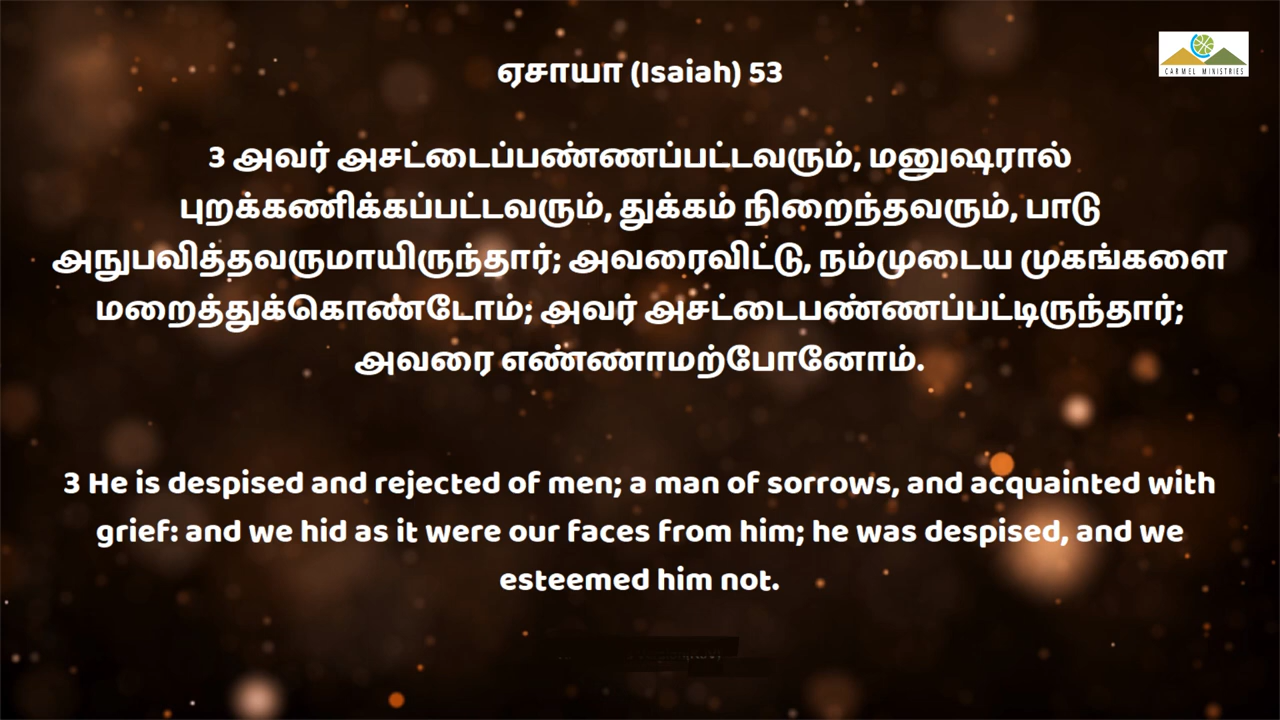 ஏசாயா (Isaiah) 53
CARMEL MINISTRIES
3 அவர் அசட்டைப்பண்ணப்பட்டவரும், மனுஷரால்
புறக்கணிக்கப்பட்டவரும், துக்கம் நிறைந்தவரும், பாடு
அநுபவித்தவருமாயிருந்தார்; அவரைவிட்டு, நம்முடைய முகங்களை
மறைத்துக்கொண்டோம்; அவர் அசட்டைபண்ணப்பட்டிருந்தார்;
அவரை எண்ணாமற்போனோம்.
3 He is despised and rejected of men; a man of sorrows, and acquainted with
grief: and we hid as it were our faces from him; he was despised, and we
esteemed him not.